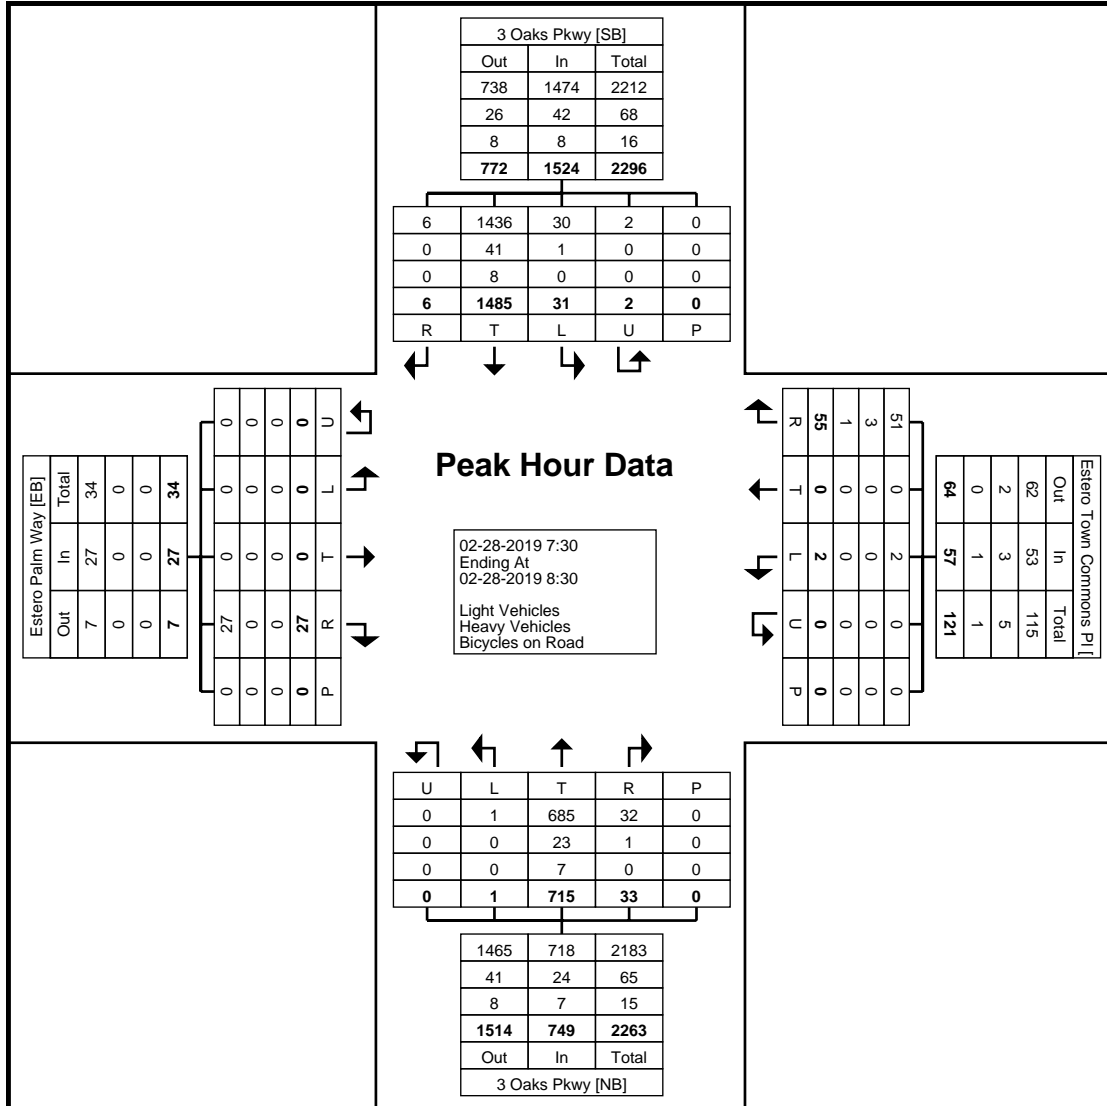 3 Oaks Pkwy [SB]
Out In Total
738 1474 2212
26 42 68
8 8 16
772 1524 2296
6 1436 30 2 0
0 41 1 0 0
0 8 0 0 0
6 1485 31 2 0
R T L U P
Estero Palm Way [EB]
Total In Out
34 27 7
0 0 0
0 0 0
34 27 7
0 0 0 27 0
0 0 0 0 0
0 0 0 0 0
0 0 0 27 0
U L T R P
Peak Hour Data
02-28-2019 7:30
Ending At
02-28-2019 8:30
Light Vehicles
Heavy Vehicles
Bicycles on Road
Estero Town Commons Pl [
Out In Total
62 53 115
2 3 5
0 1 1
64 57 121
51 0 2 0 0
3 0 0 0 0
1 0 0 0 0
55 0 2 0 0
R T L U P
U L T R P
0 1 685 32 0
0 0 23 1 0
0 0 7 0 0
0 1 715 33 0
1465 718 2183
41 24 65
8 7 15
1514 749 2263
Out In Total
3 Oaks Pkwy [NB]